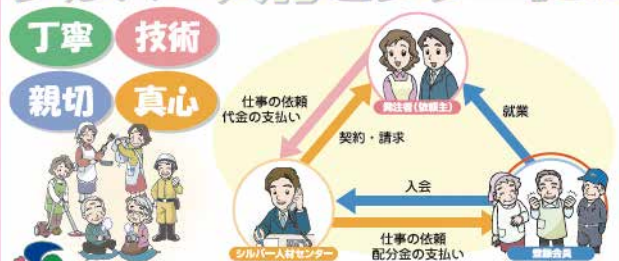 丁寧
技術
親切
真心
発注者(依頼主)
仕事の依頼
代金の支払い
契約・請求
就業
入会
仕事の依頼
配分金の支払い
シルバー人材センター
登録会員